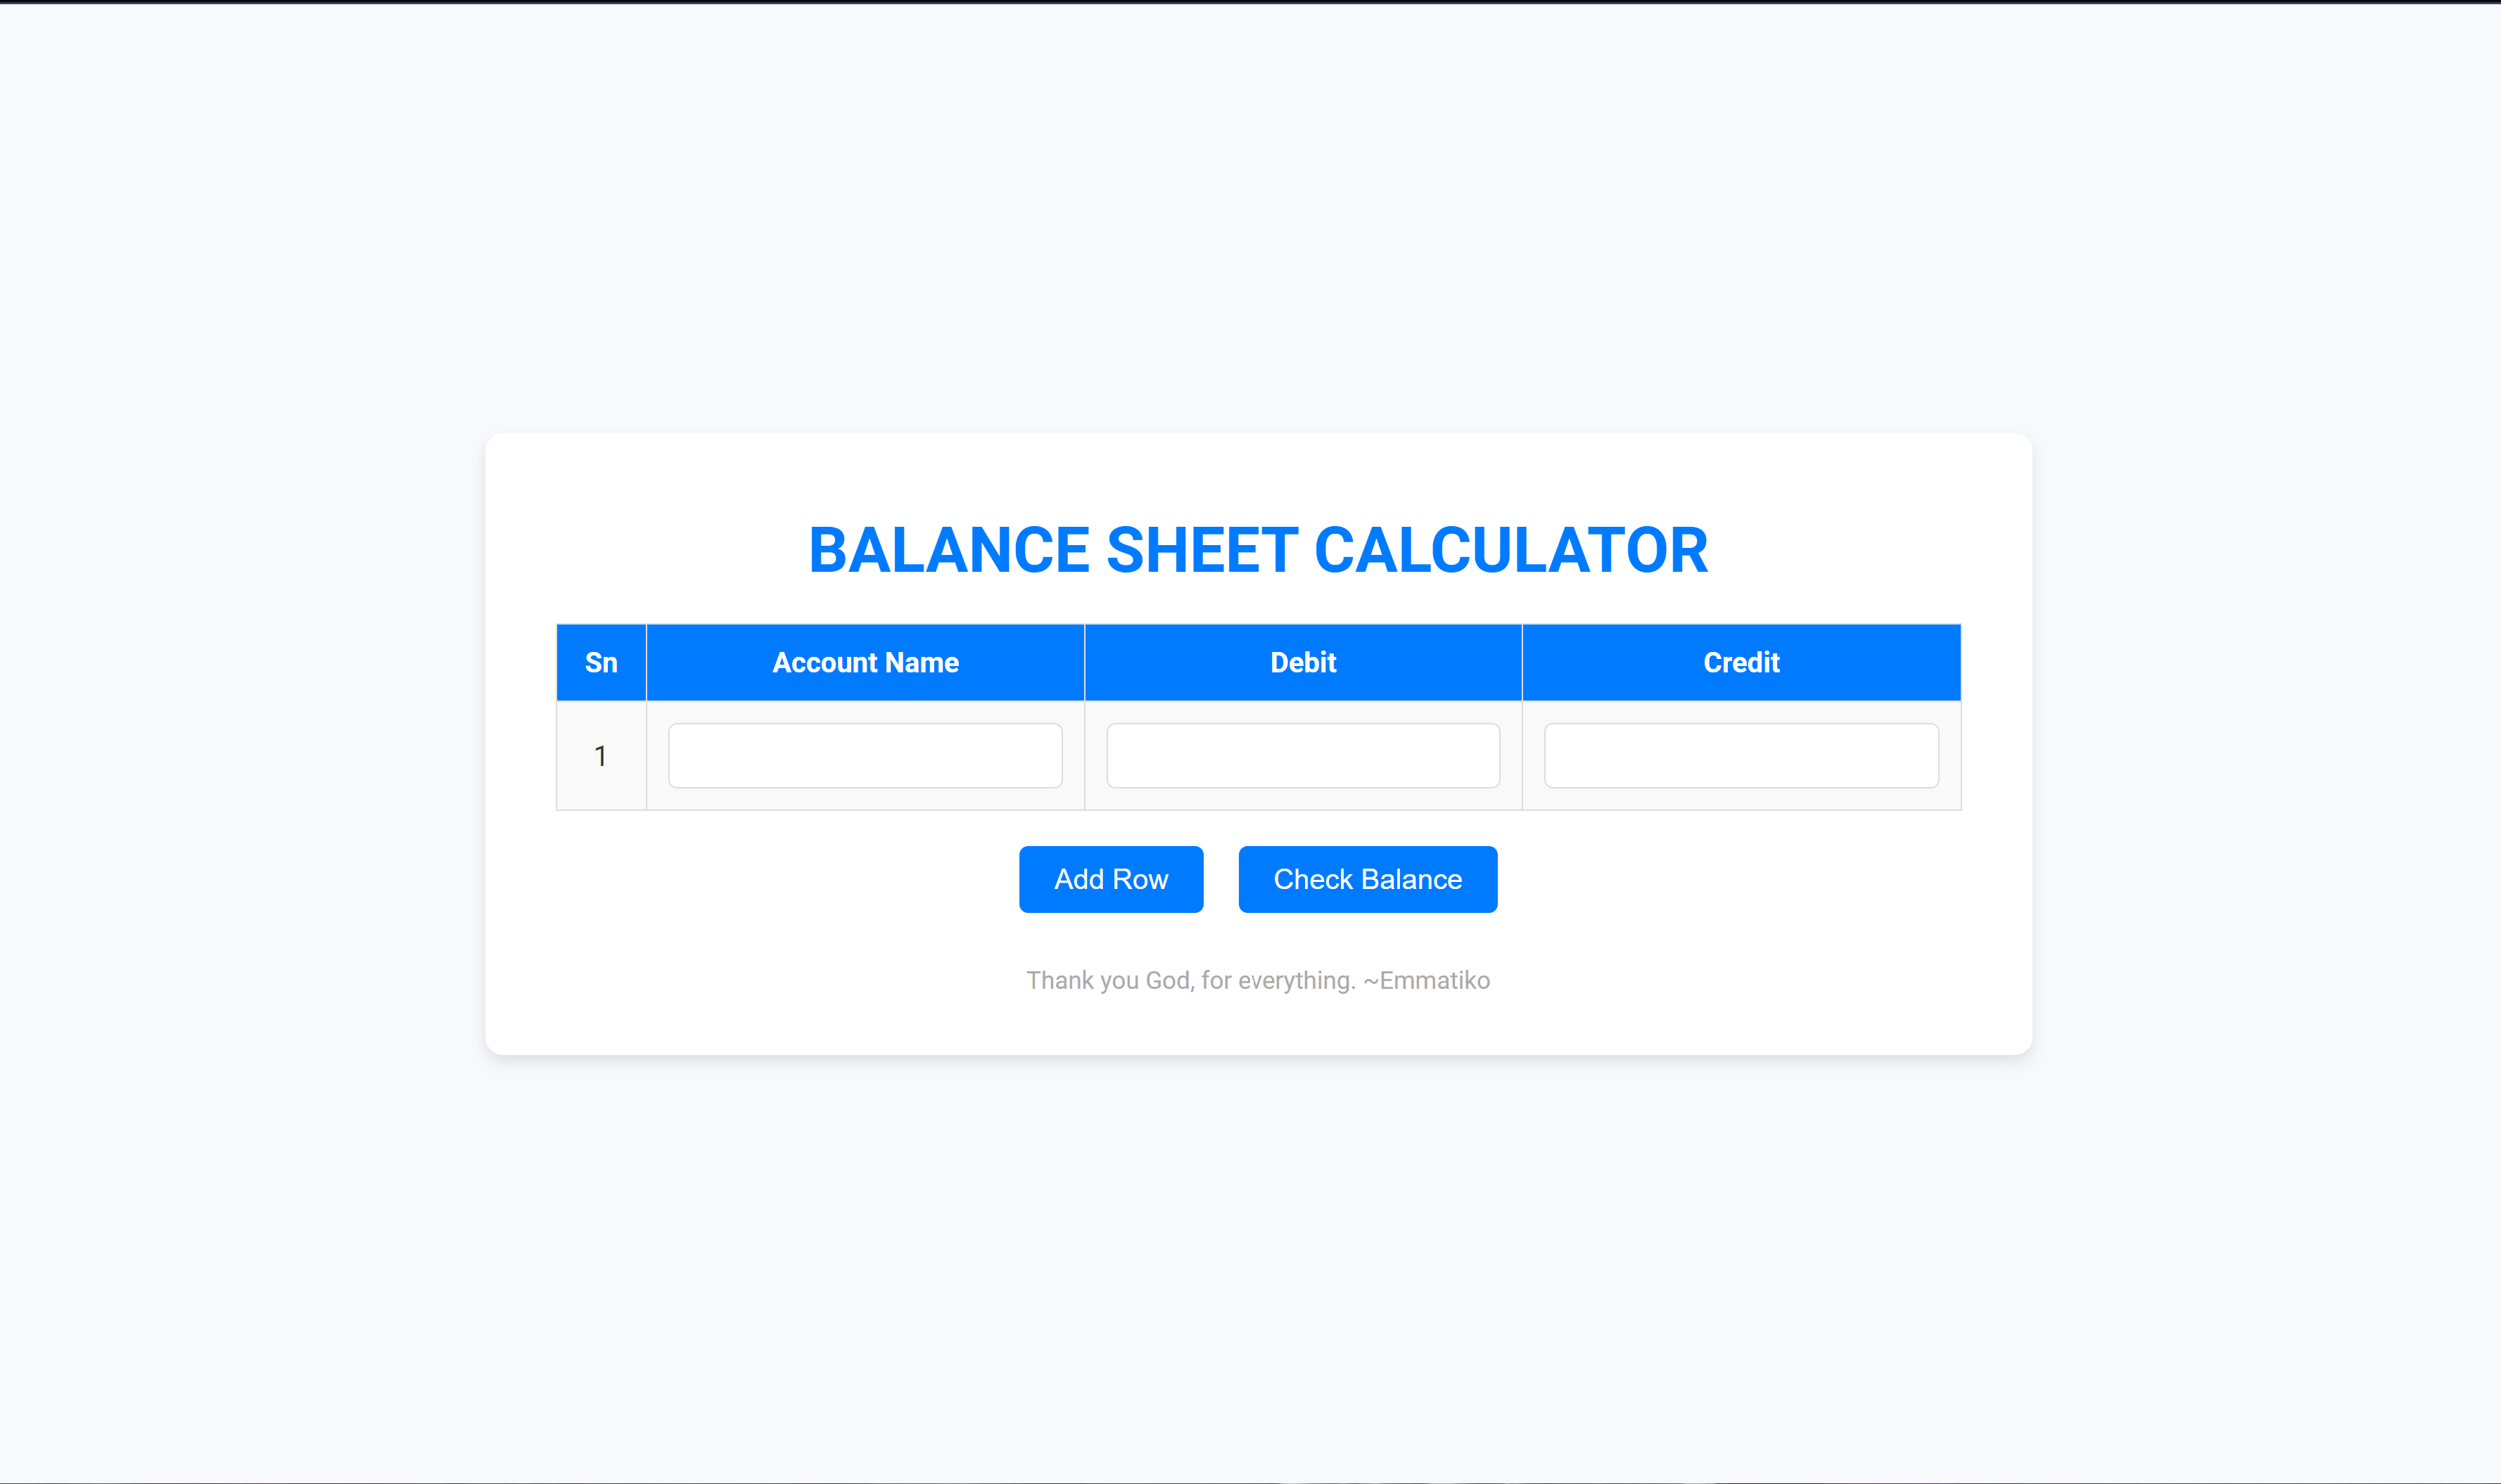 BALANCE SHEET CALCULATOR
Sn Account Name Debit Credit
1
Add Row Check Balance
Thank you God, for everything. ~Emmatiko